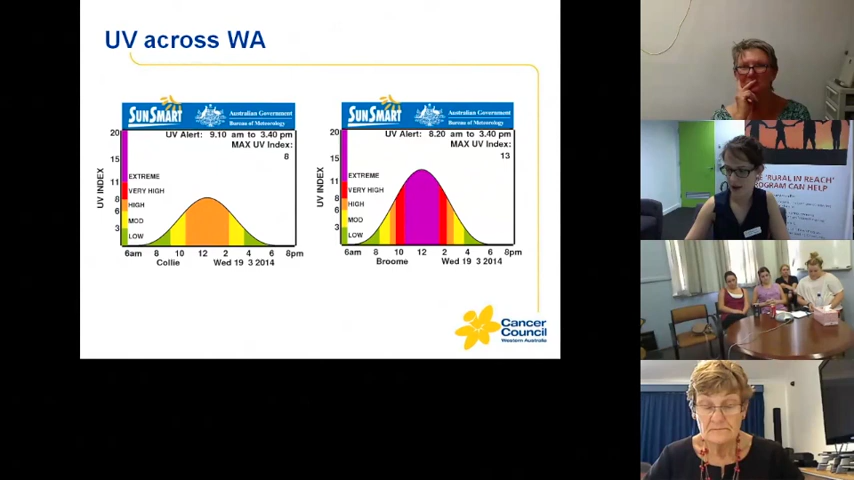 UV across WA
SUNSMART
Australian Government
Bureau of Meteorology
20 UV Alert: 9.10 am to 3.40 pm
MAX UV Index:
15 8
EXTREME
11
VERY HIGH
8 HIGH
6
MOD
3
LOW
UV INDEX
6am 8 10 12 2 4 6 8pm
Collie Wed 19 3 2014
SUNSMART
Australian Government
Bureau of Meteorology
20 UV Alert: 8.20 am to 3.40 pm
MAX UV Index:
15 13
EXTREME
11
VERY HIGH
8 HIGH
6
MOD
3
LOW
UV INDEX
6am 8 10 12 2 4 6 8pm
Broome Wed 19 3 2014
Cancer
Council
Western Australia
'RURAL IN REACH'
PROGRAM CAN HELP